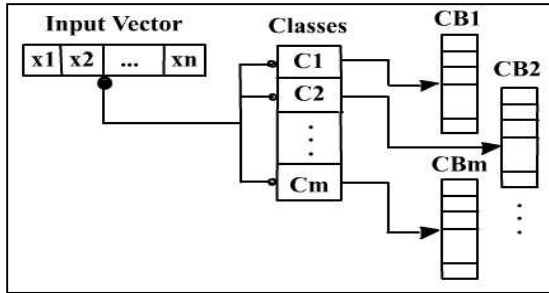 Input Vector
x1 x2 ... xn
Classes
C1
C2
⋮
Cm
CB1
CB2
CBm
⋮